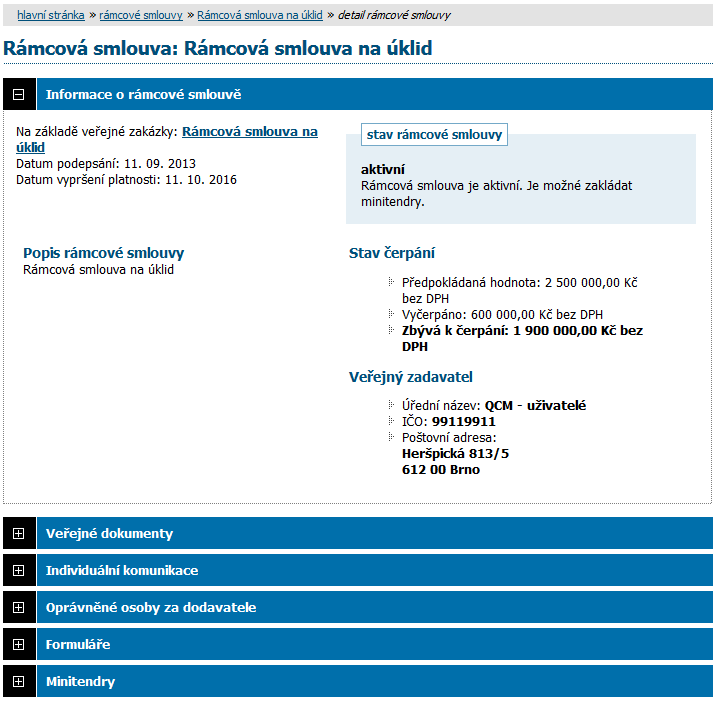 hlavní stránka » rámcové smlouvy » Rámcová smlouva na úklid » detail rámcové smlouvy
Rámcová smlouva: Rámcová smlouva na úklid
Informace o rámcové smlouvě
Na základě veřejné zakázky: Rámcová smlouva na
úklid
Datum podepsání: 11. 09. 2013
Datum vypršení platnosti: 11. 10. 2016
stav rámcové smlouvy
aktivní
Rámcová smlouva je aktivní. Je možné zakládat
minitendry.
Popis rámcové smlouvy
Rámcová smlouva na úklid
Stav čerpání
Předpokládaná hodnota: 2 500 000,00 Kč
bez DPH
Vyčerpáno: 600 000,00 Kč bez DPH
Zbývá k čerpání: 1 900 000,00 Kč bez
DPH
Veřejný zadavatel
Úřední název: QCM - uživatelé
IČO: 99119911
Poštovní adresa:
Heršpická 813/5
612 00 Brno
Veřejné dokumenty
Individuální komunikace
Oprávněné osoby za dodavatele
Formuláře
Minitendry